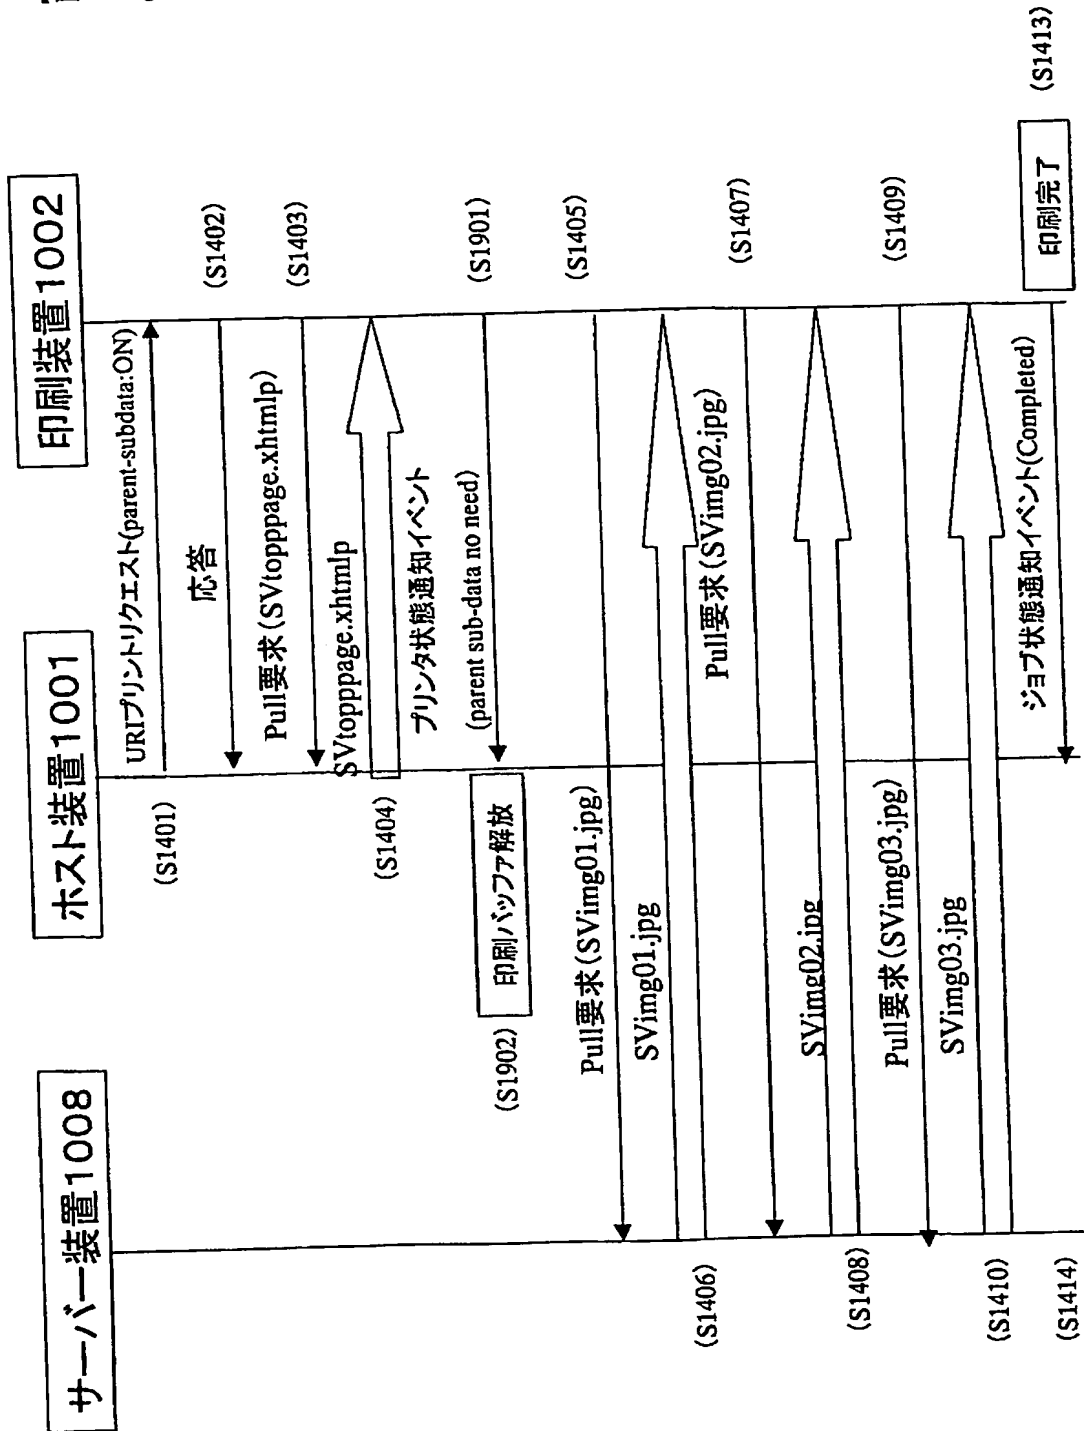 サーバー装置1008
ホスト装置1001
印刷装置1002
(S1401)
URIプリントリクエスト(parent-subdata:ON)
応答
(S1402)
Pull要求(SVtopppage.xhtmlp)
(S1403)
SVtopppage.xhtmlp
(S1404)
プリンタ状態通知イベント
(parent sub-data no need)
(S1901)
(S1902)
印刷バッファ解放
Pull要求(SVimg01.jpg)
(S1405)
SVimg01.jpg
(S1406)
Pull要求(SVimg02.jpg)
(S1407)
SVimg02.jpg
(S1408)
Pull要求(SVimg03.jpg)
(S1409)
SVimg03.jpg
(S1410)
ジョブ状態通知イベント(Completed)
印刷完了
(S1413)
(S1414)